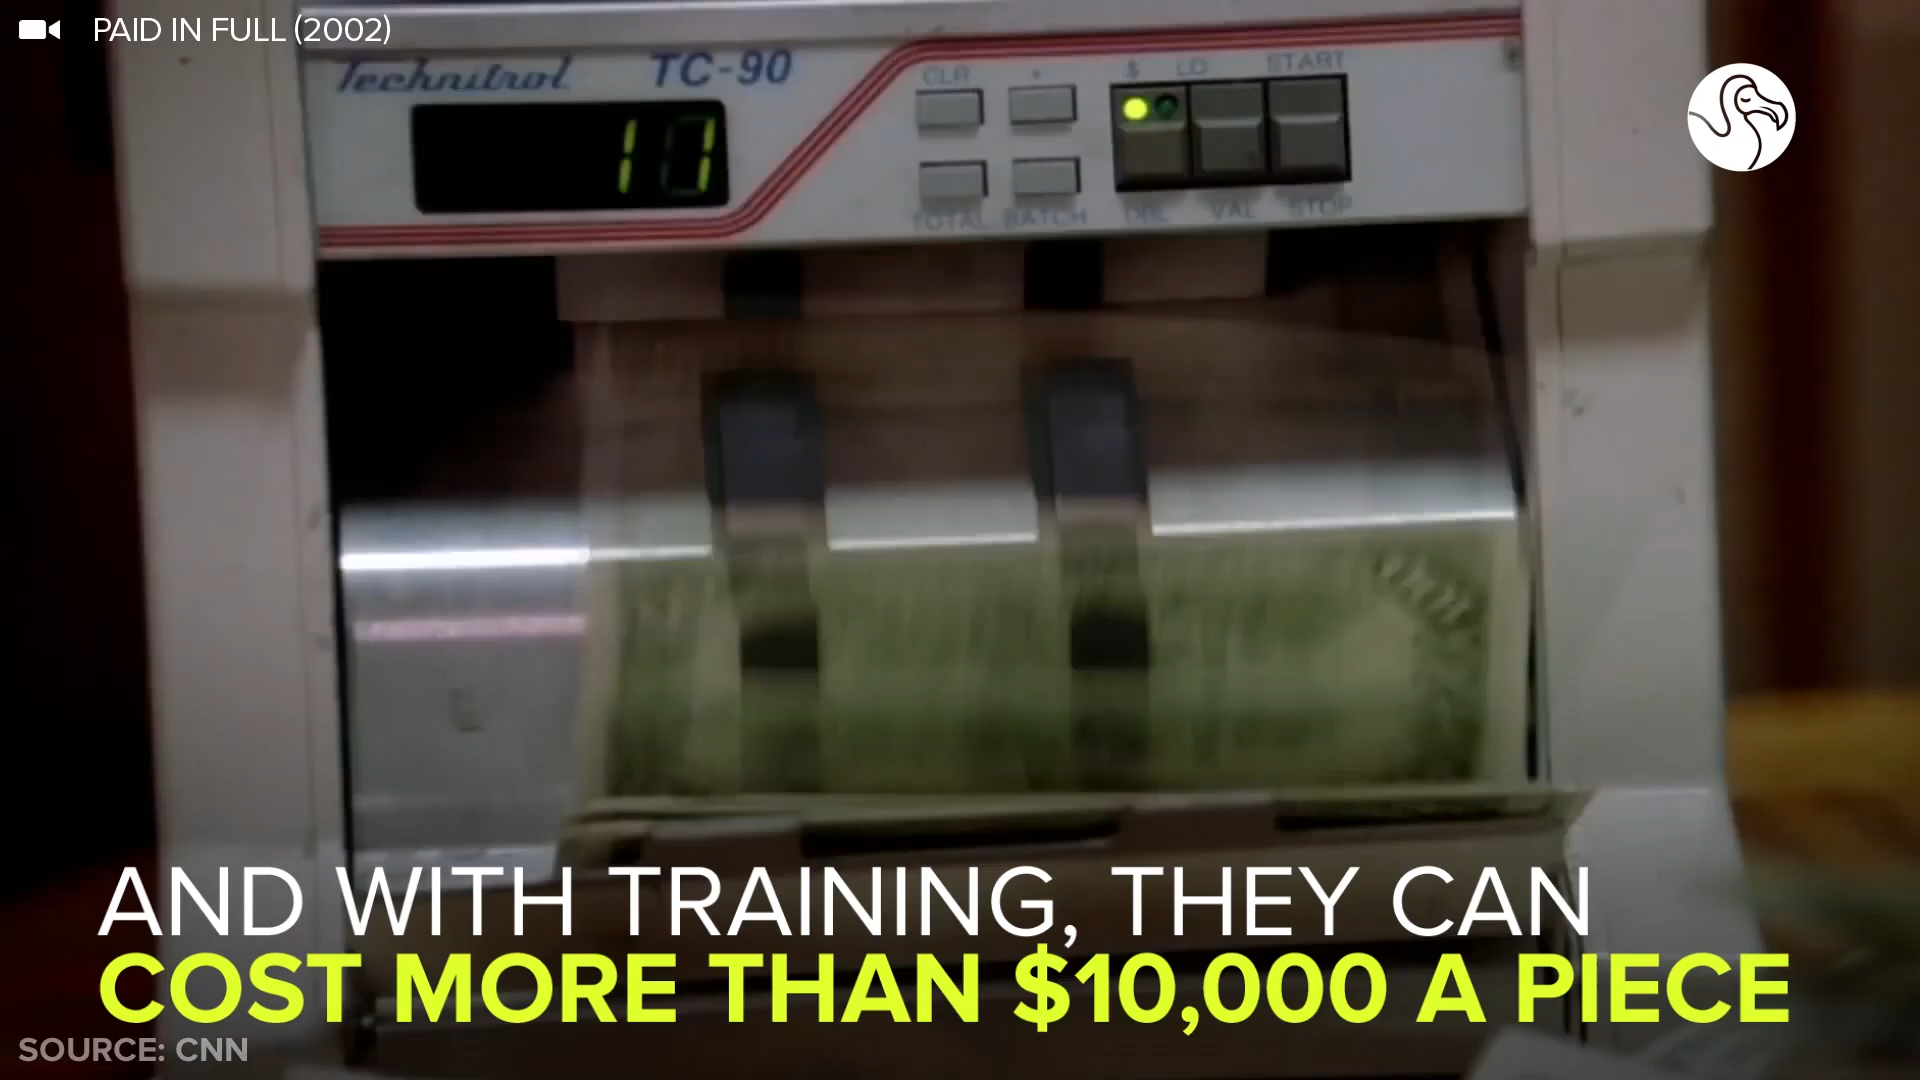 PAID IN FULL (2002)
Technitrol TC-90
CLR + $ LO START
TOTAL BATCH VAL STOP
AND WITH TRAINING, THEY CAN
COST MORE THAN $10,000 A PIECE
SOURCE: CNN